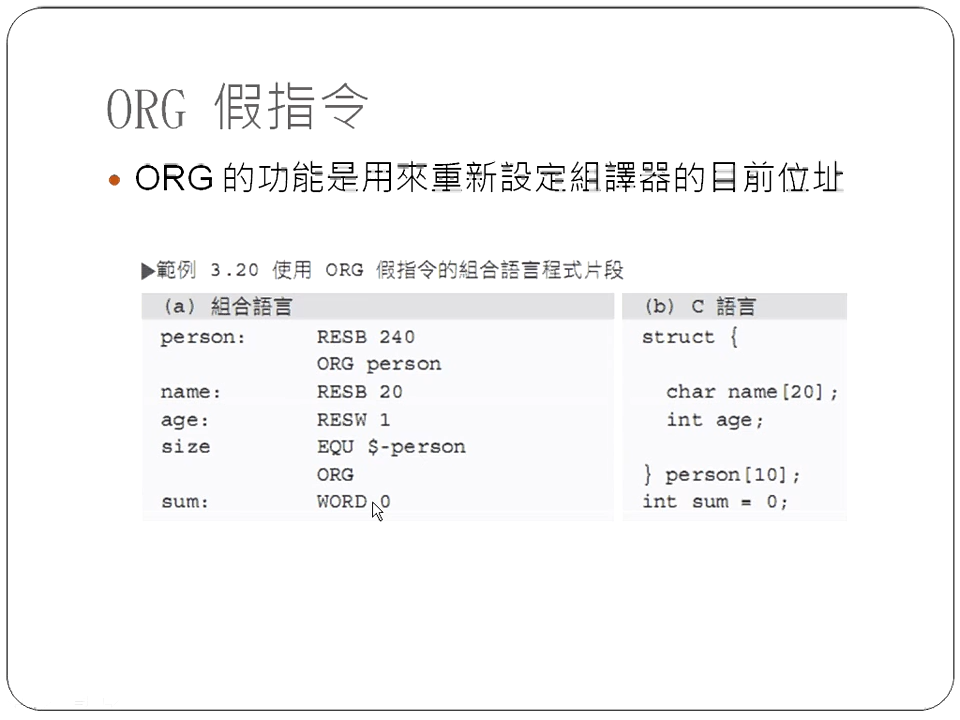 ORG 假指令
• ORG 的功能是用來重新設定組譯器的目前位址
▶範例 3.20 使用 ORG 假指令的組合語言程式片段
(a) 組合語言 (b) C 語言
person: RESB 240 struct {
ORG person
name: RESB 20 char name[20];
age: RESW 1 int age;
size EQU $-person
ORG } person[10];
sum: WORD 0 int sum = 0;